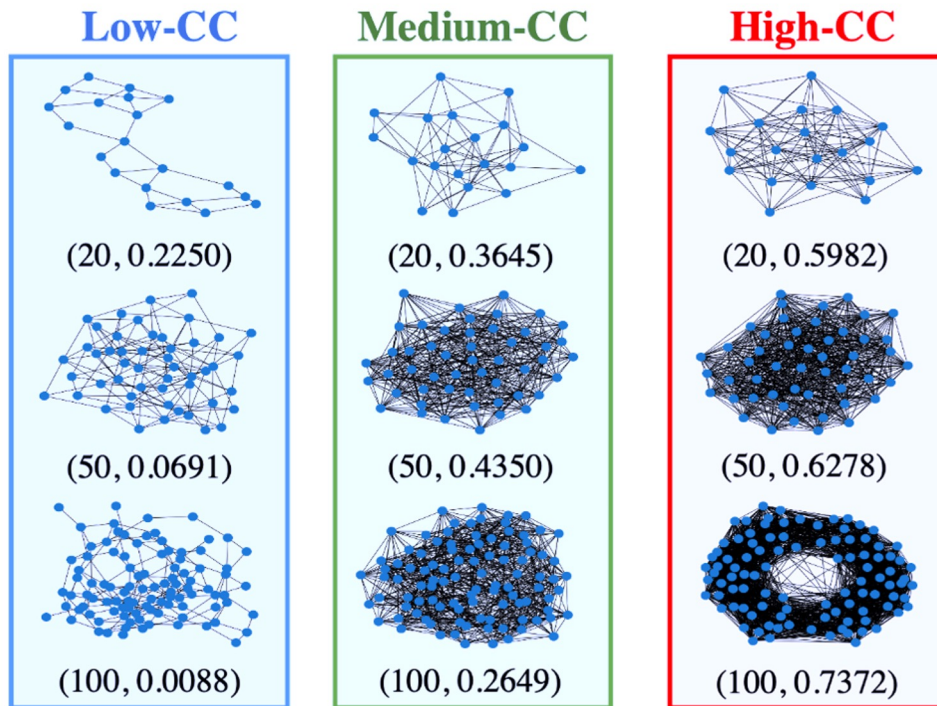 Low-CC Medium-CC High-CC
(20, 0.2250) (20, 0.3645) (20, 0.5982)
(50, 0.0691) (50, 0.4350) (50, 0.6278)
(100, 0.0088) (100, 0.2649) (100, 0.7372)